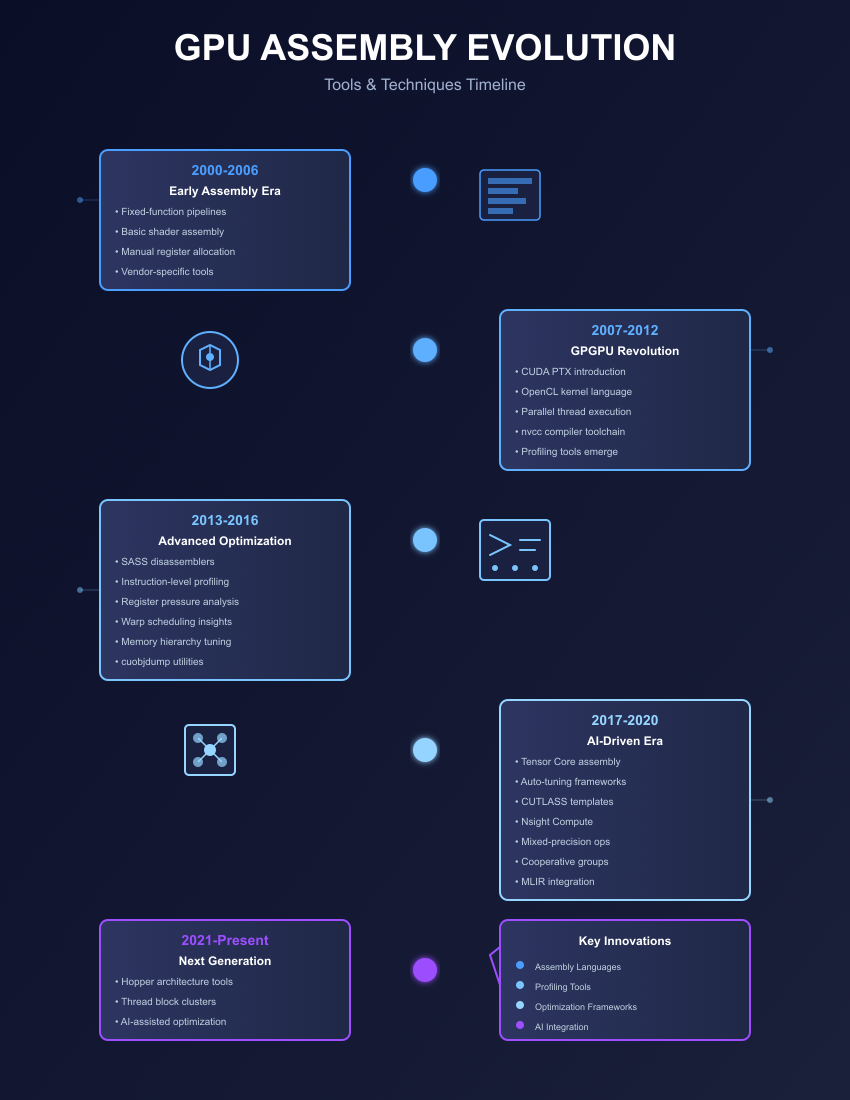 GPU ASSEMBLY EVOLUTION
Tools & Techniques Timeline
2000-2006
Early Assembly Era
• Fixed-function pipelines
• Basic shader assembly
• Manual register allocation
• Vendor-specific tools
2007-2012
GPGPU Revolution
• CUDA PTX introduction
• OpenCL kernel language
• Parallel thread execution
• nvcc compiler toolchain
• Profiling tools emerge
2013-2016
Advanced Optimization
• SASS disassemblers
• Instruction-level profiling
• Register pressure analysis
• Warp scheduling insights
• Memory hierarchy tuning
• cuobjdump utilities
2017-2020
AI-Driven Era
• Tensor Core assembly
• Auto-tuning frameworks
• CUTLASS templates
• Nsight Compute
• Mixed-precision ops
• Cooperative groups
• MLIR integration
2021-Present
Next Generation
• Hopper architecture tools
• Thread block clusters
• AI-assisted optimization
Key Innovations
Assembly Languages
Profiling Tools
Optimization Frameworks
AI Integration